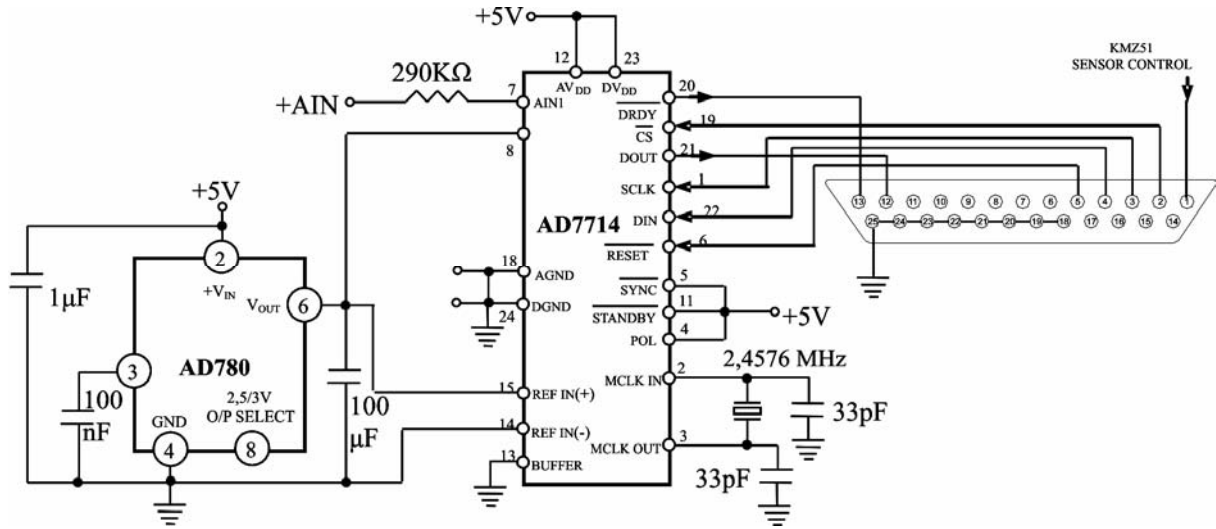 +5V
12
23
KMZ51
SENSOR CONTROL
290KΩ
7
AV_DD
DV_DD
20
+AIN
AIN1
DRDY
19
CS
8
DOUT
21
SCLK
1
AD7714
DIN
22
RESET
6
13 12 11 10 9 8 7 6 5 4 3 2 1
25 24 23 22 21 20 19 18 17 16 15 14
+5V
2
+V_IN
1µF
V_OUT
6
18
AGND
DGND
24
SYNC
5
STANDBY
11
+5V
POL
4
AD780
3
100
nF
2,5/3V
O/P SELECT
GND
4
8
100
µF
15
REF IN(+)
14
REF IN(-)
13
BUFFER
2,4576 MHz
MCLK IN
2
33pF
MCLK OUT
3
33pF